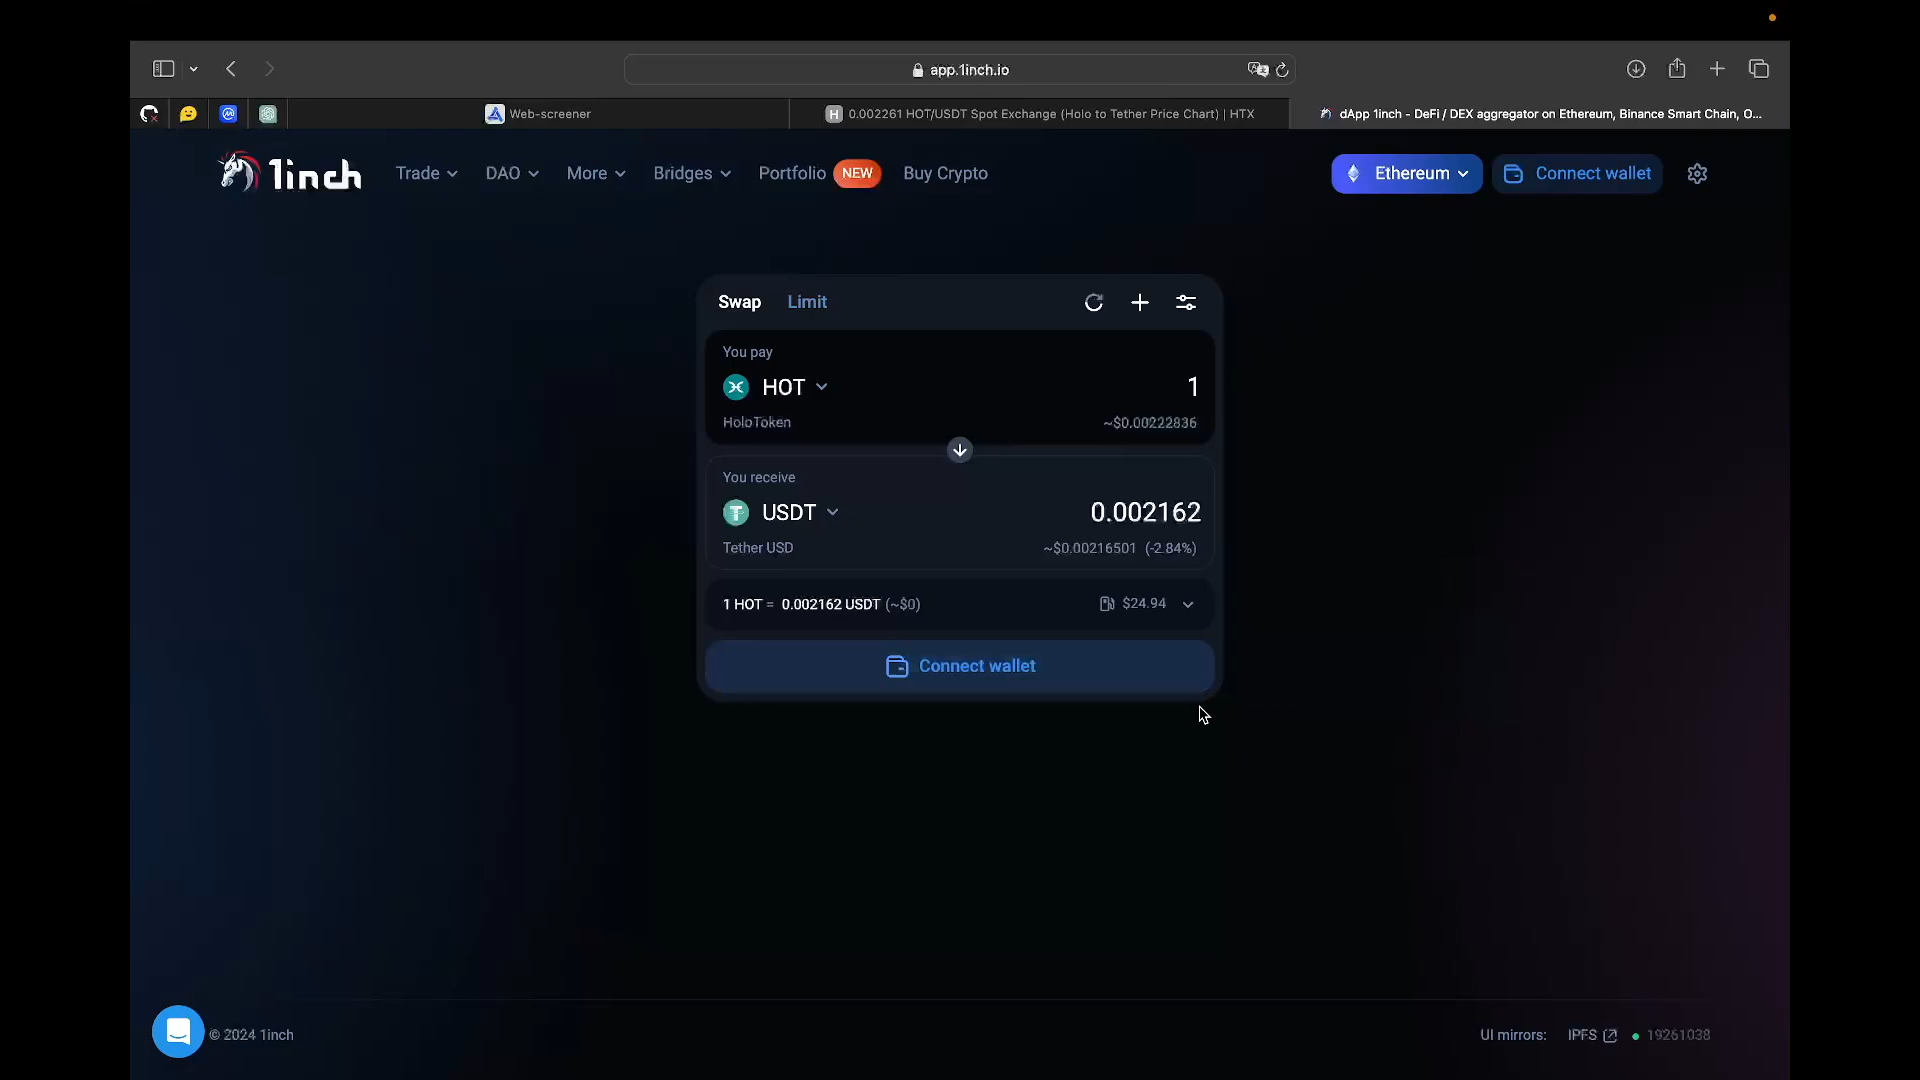 app.1inch.io
Web-screener
H 0.002261 HOT/USDT Spot Exchange (Holo to Tether Price Chart) | HTX
dApp 1inch - DeFi / DEX aggregator on Ethereum, Binance Smart Chain, O...
1inch Trade DAO More Bridges Portfolio NEW Buy Crypto Ethereum Connect wallet
Swap Limit
You pay
HOT 1
HoloToken ~$0.00222836
You receive
USDT 0.002162
Tether USD ~$0.00216501 (-2.84%)
1 HOT = 0.002162 USDT (~$0) $24.94
Connect wallet
© 2024 1inch UI mirrors: IPFS 19261038